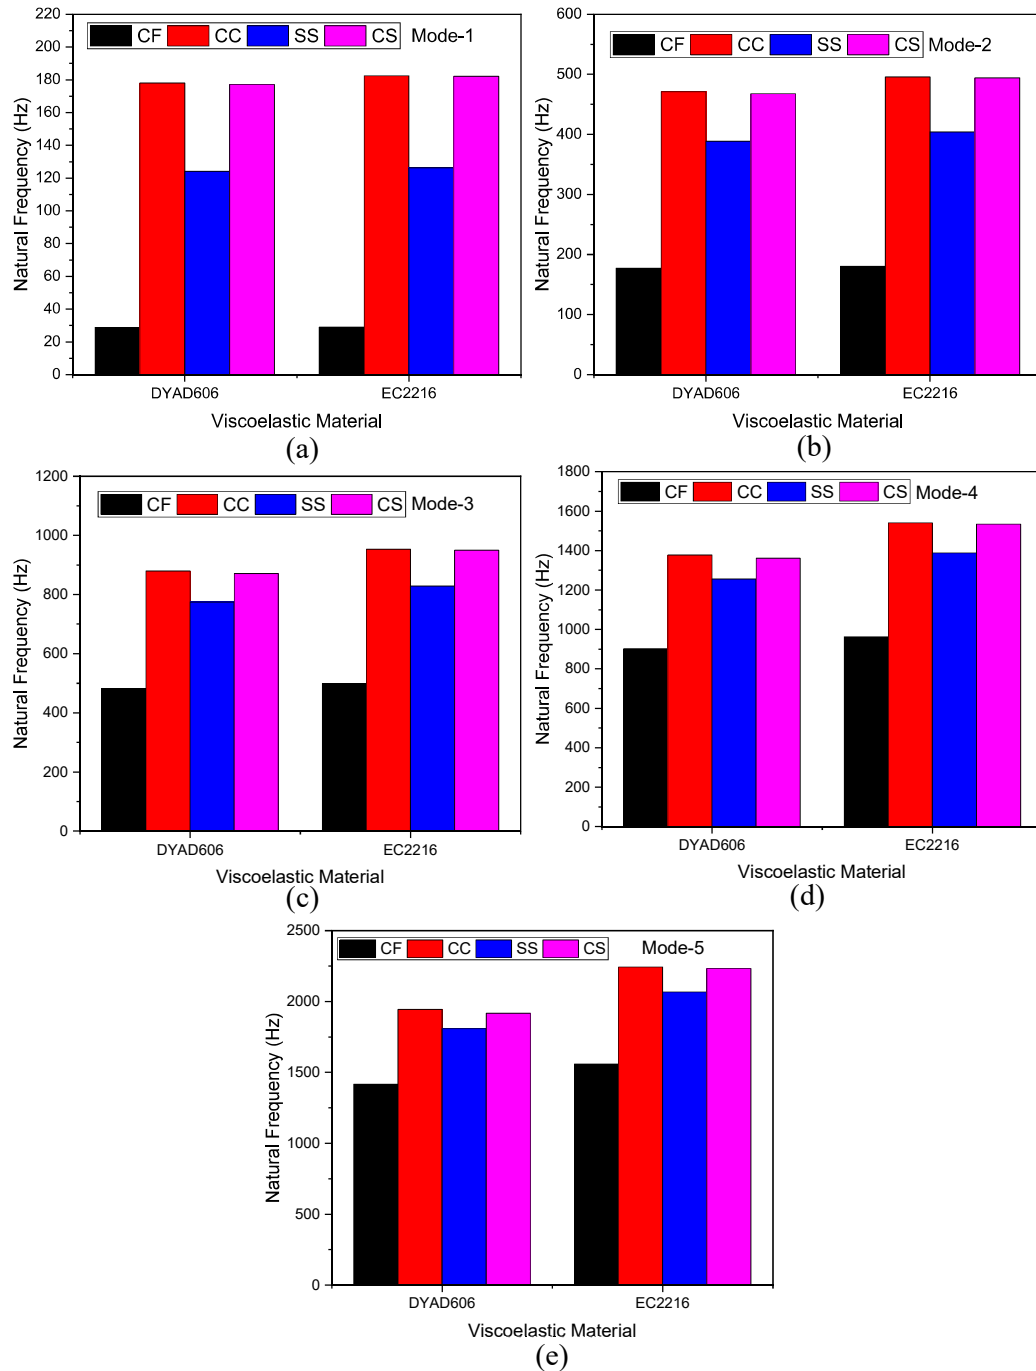 220
200
180
160
140
120
100
80
60
40
20
0
Natural Frequency (Hz)
CF CC SS CS Mode-1
DYAD606 EC2216
Viscoelastic Material
(a)
600
500
400
300
200
100
0
Natural Frequency (Hz)
CF CC SS CS Mode-2
DYAD606 EC2216
Viscoelastic Material
(b)
1200
1000
800
600
400
200
0
Natural Frequency (Hz)
CF CC SS CS Mode-3
DYAD606 EC2216
Viscoelastic Material
(c)
1800
1600
1400
1200
1000
800
600
400
200
0
Natural Frequency (Hz)
CF CC SS CS Mode-4
DYAD606 EC2216
Viscoelastic Material
(d)
2500
2000
1500
1000
500
0
Natural Frequency (Hz)
CF CC SS CS Mode-5
DYAD606 EC2216
Viscoelastic Material
(e)